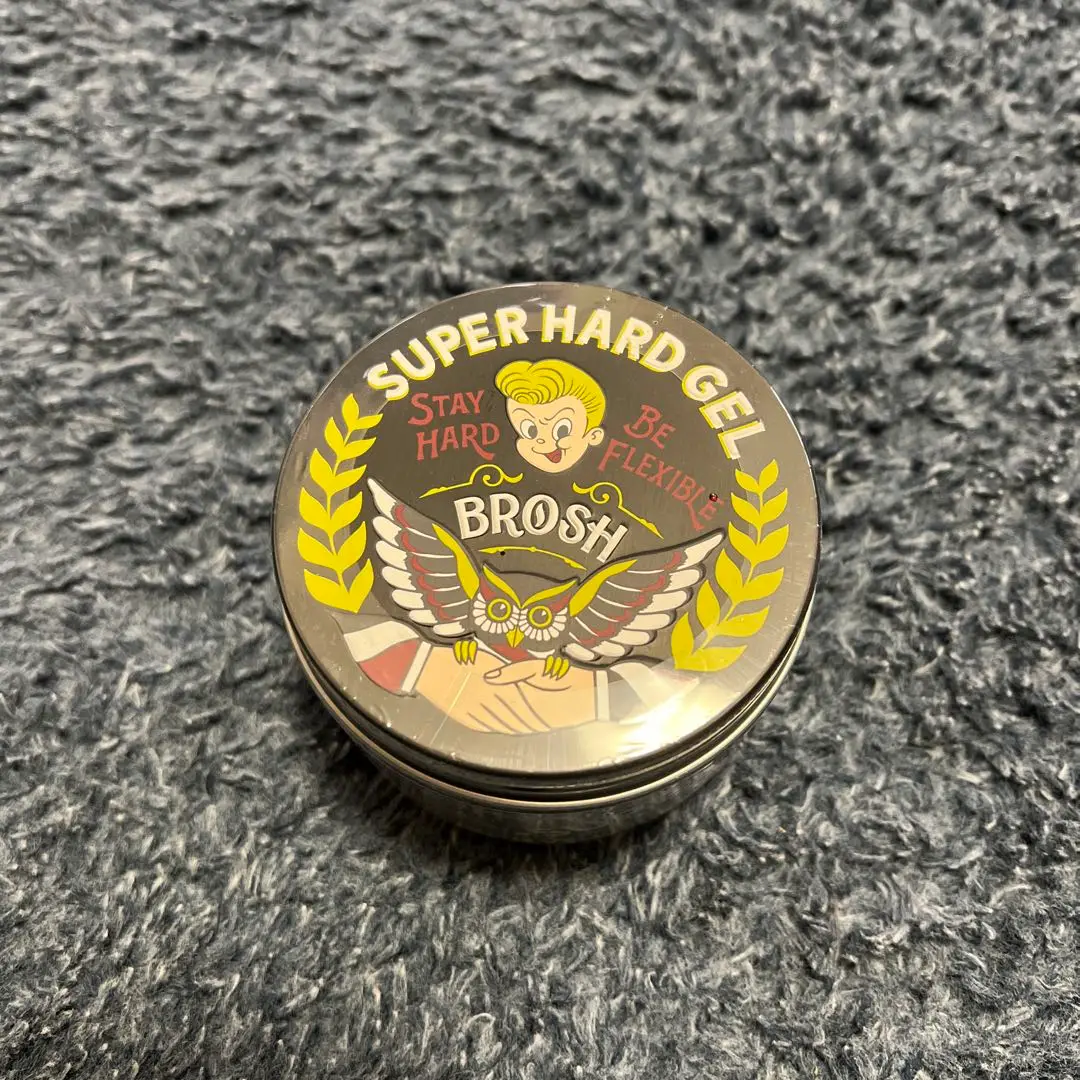 SUPER HARD GEL
STAY
HARD
BE
FLEXIBLE
BROSH